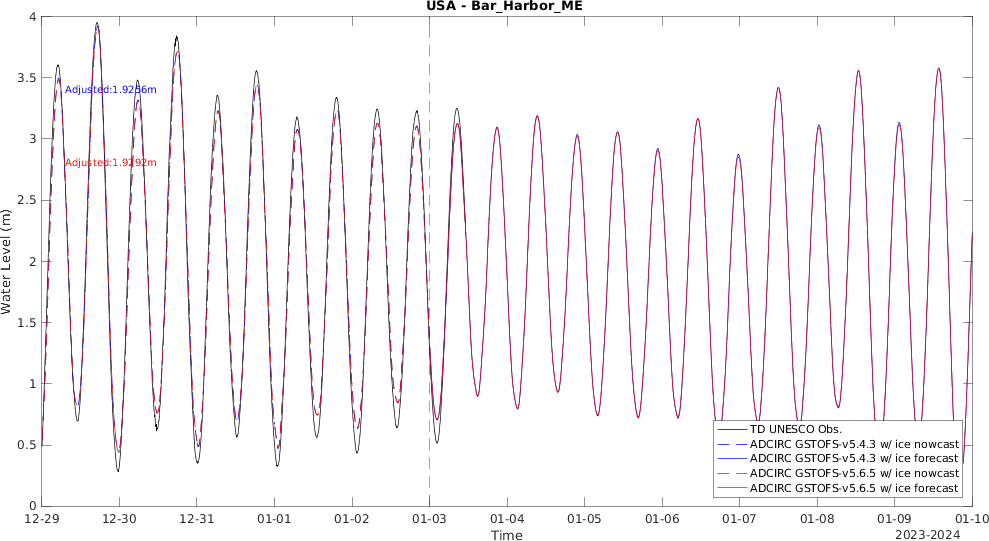 USA - Bar_Harbor_ME
4
3.5
3
2.5
2
1.5
1
0.5
0
Water Level (m)
Adjusted:1.9256m
Adjusted:1.9292m
TD UNESCO Obs.
ADCIRC GSTOFS-v5.4.3 w/ ice nowcast
ADCIRC GSTOFS-v5.4.3 w/ ice forecast
ADCIRC GSTOFS-v5.6.5 w/ ice nowcast
ADCIRC GSTOFS-v5.6.5 w/ ice forecast
12-29 12-30 12-31 01-01 01-02 01-03 01-04 01-05 01-06 01-07 01-08 01-09 01-10
Time
2023-2024